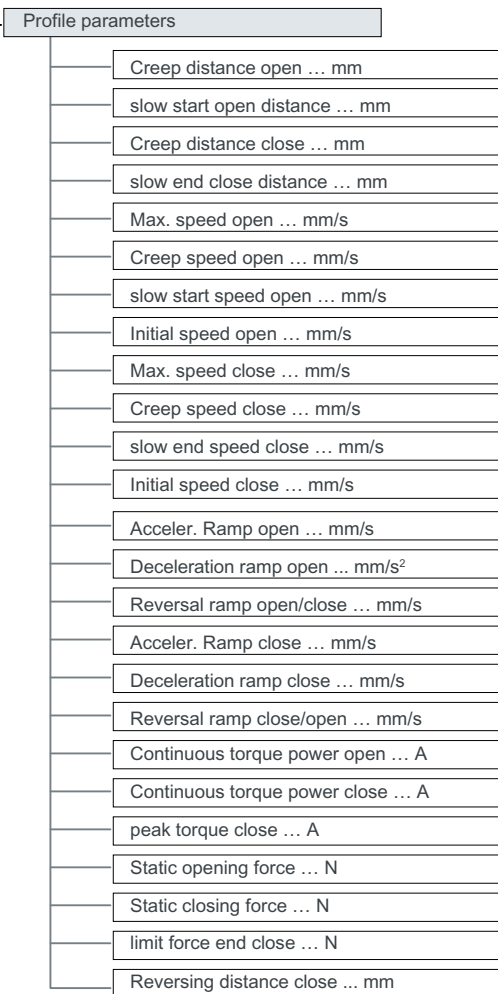 Profile parameters
Creep distance open … mm
slow start open distance … mm
Creep distance close … mm
slow end close distance … mm
Max. speed open … mm/s
Creep speed open … mm/s
slow start speed open … mm/s
Initial speed open … mm/s
Max. speed close … mm/s
Creep speed close … mm/s
slow end speed close … mm/s
Initial speed close … mm/s
Acceler. Ramp open … mm/s
Deceleration ramp open ... mm/s²
Reversal ramp open/close … mm/s
Acceler. Ramp close … mm/s
Deceleration ramp close … mm/s
Reversal ramp close/open … mm/s
Continuous torque power open … A
Continuous torque power close … A
peak torque close … A
Static opening force … N
Static closing force … N
limit force end close … N
Reversing distance close ... mm